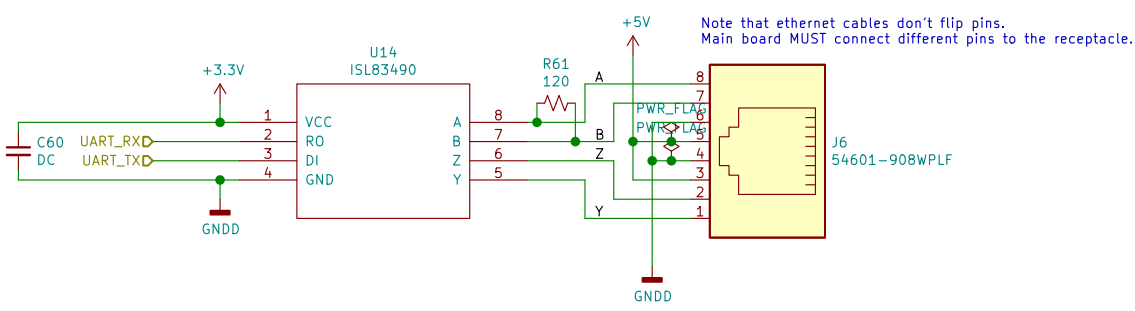 Note that ethernet cables don't flip pins.
Main board MUST connect different pins to the receptacle.
+5V
U14
ISL83490
R61
120
+3.3V
A
8
7
PWR_FLAG
6
PWR_FLAG
5
4
3
2
1
B
Z
Y
J6
54601-908WPLF
C60
DC
UART_RX
UART_TX
1
2
3
4
VCC
RO
DI
GND
A
B
Z
Y
8
7
6
5
GNDD
GNDD